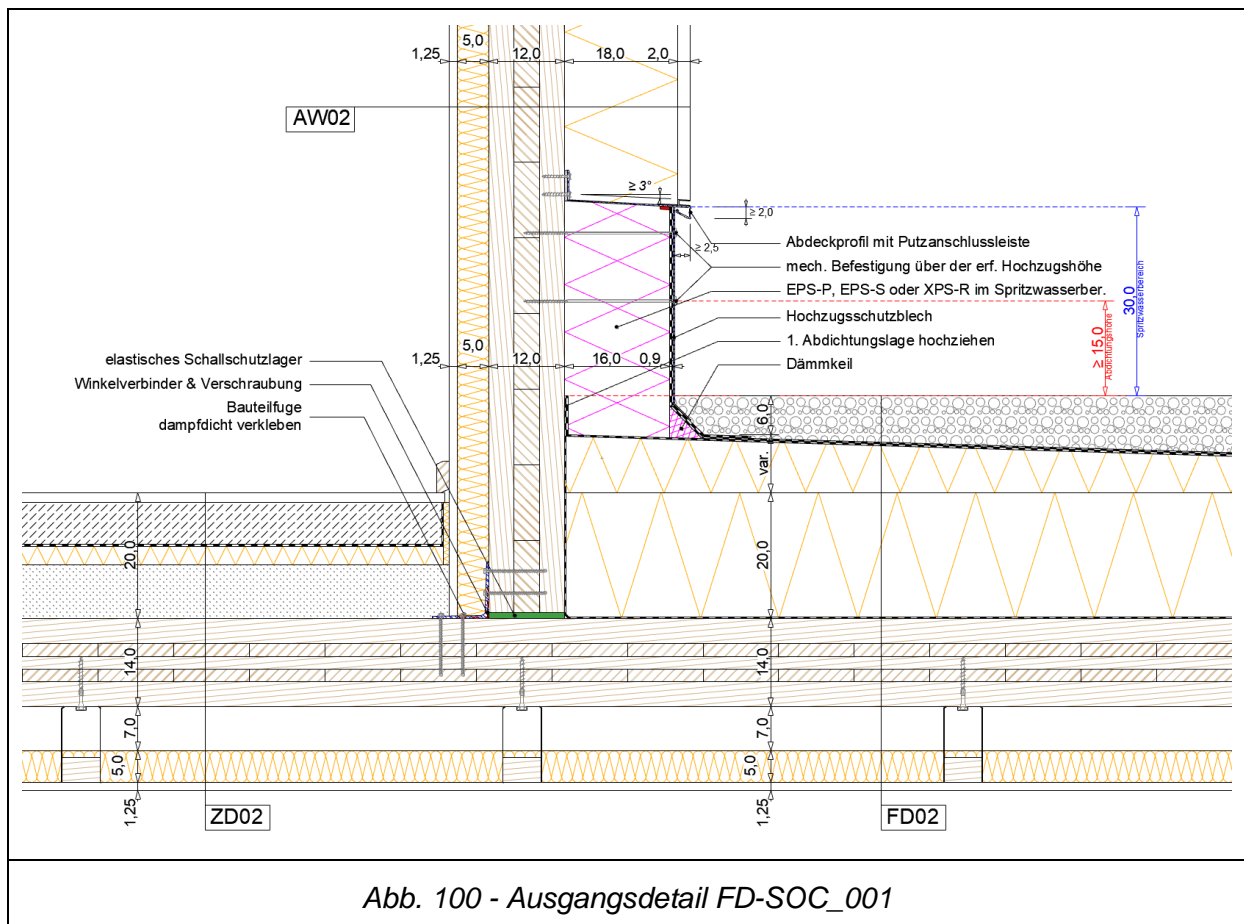 1,25
5,0
12,0
18,0
2,0
AW02
≥ 3°
≥ 2,0
≥ 2,5
Abdeckprofil mit Putzanschlussleiste
mech. Befestigung über der erf. Hochzugshöhe
EPS-P, EPS-S oder XPS-R im Spritzwasserber.
Hochzugsschutzblech
1. Abdichtungslage hochziehen
Dämmkeil
30,0
Spritzwasserbereich
≥ 15,0
Abdichtungshöhe
1,25
5,0
12,0
16,0
0,9
elastisches Schallschutzlager
Winkelverbinder & Verschraubung
Bauteilfuge
dampfdicht verkleben
6,0
var.
20,0
20,0
14,0
14,0
7,0
7,0
5,0
5,0
1,25
1,25
ZD02
FD02
Abb. 100 - Ausgangsdetail FD-SOC_001